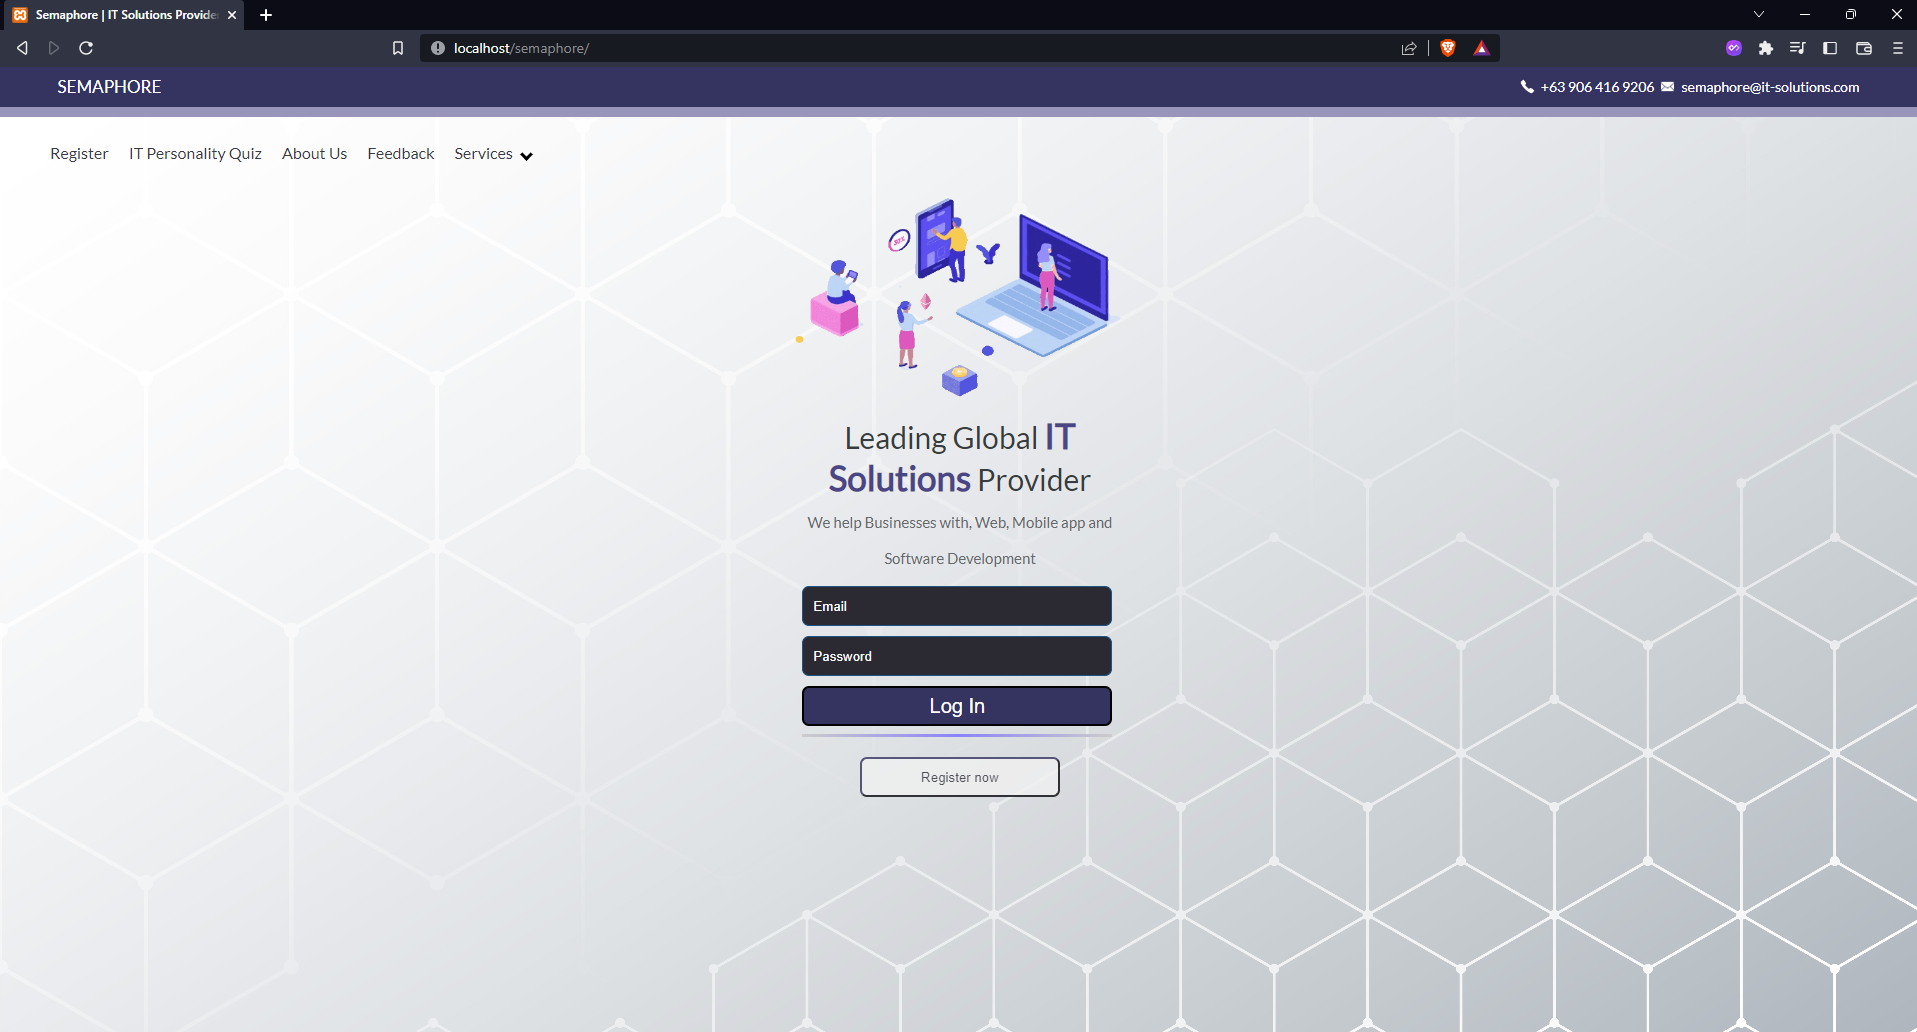 Semaphore | IT Solutions Provide
localhost/semaphore/
SEMAPHORE
+63 906 416 9206 semaphore@it-solutions.com
Register IT Personality Quiz About Us Feedback Services
Leading Global IT
Solutions Provider
We help Businesses with, Web, Mobile app and
Software Development
Email
Password
Log In
Register now